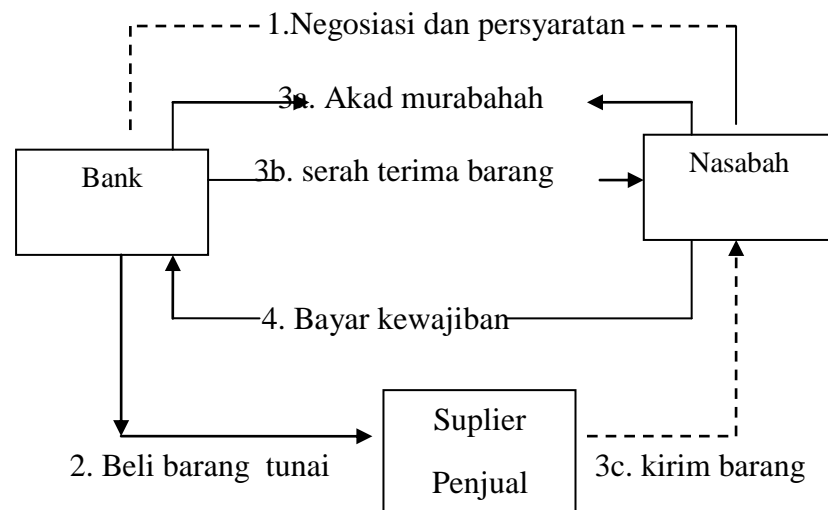 1.Negosiasi dan persyaratan
3a. Akad murabahah
Bank
3b. serah terima barang
Nasabah
4. Bayar kewajiban
Suplier
Penjual
2. Beli barang tunai
3c. kirim barang